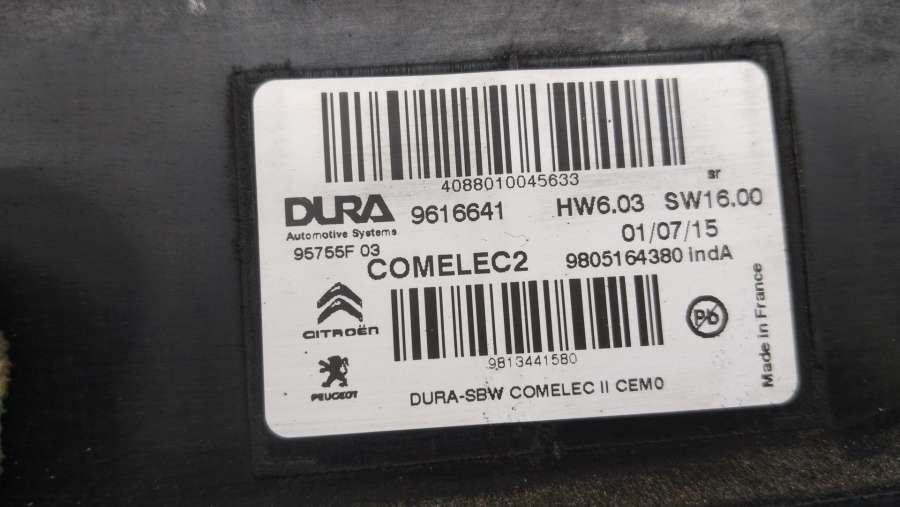 4088010045633
sr
DURA 9616641 HW6.03 SW16.00
Automotive Systems 01/07/15
95755F 03
COMELEC2 9805164380 indA
CITROËN
PEUGEOT
9813441580
Pb
DURA-SBW COMELEC II CEM0
Made in France